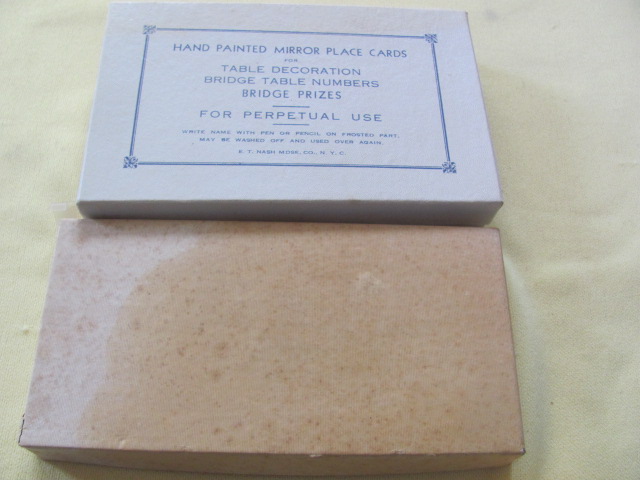 HAND PAINTED MIRROR PLACE CARDS
FOR
TABLE DECORATION
BRIDGE TABLE NUMBERS
BRIDGE PRIZES
FOR PERPETUAL USE
WRITE NAME WITH PEN OR PENCIL ON FROSTED PART,
MAY BE WASHED OFF AND USED OVER AGAIN.
E. T. NASH MDSE. CO., N. Y. C.